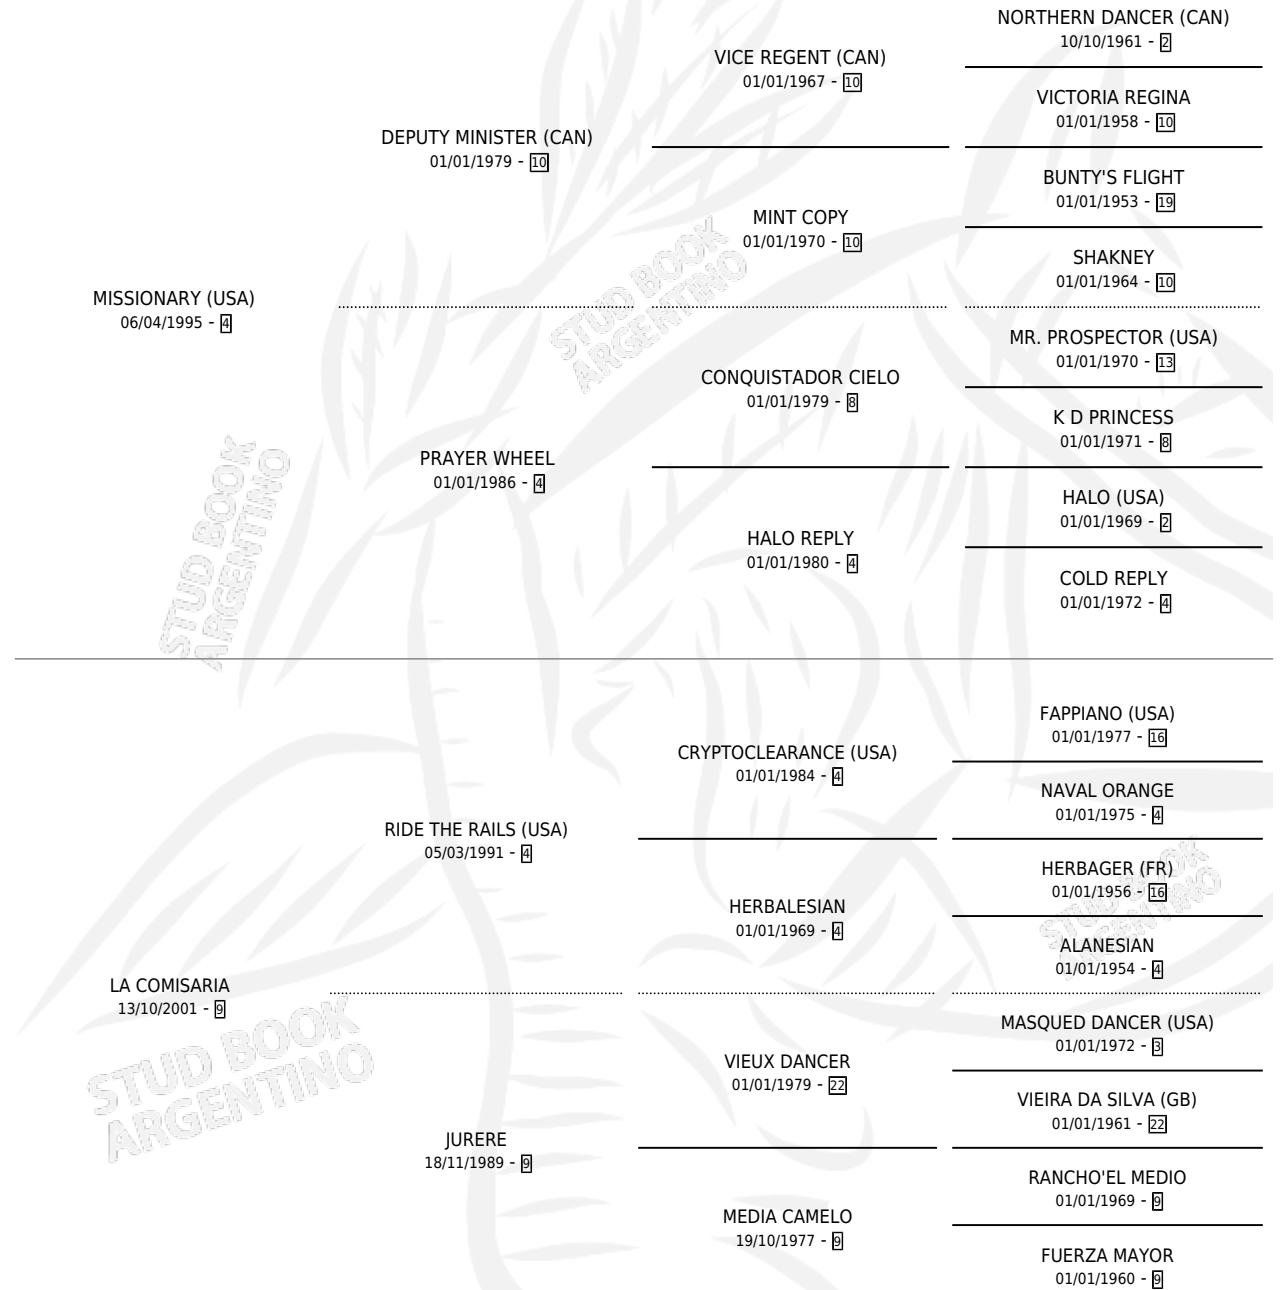 NORTHERN DANCER (CAN)
10/10/1961 - 2
VICE REGENT (CAN)
01/01/1967 - 10
VICTORIA REGINA
01/01/1958 - 10
DEPUTY MINISTER (CAN)
01/01/1979 - 10
BUNTY'S FLIGHT
01/01/1953 - 19
MINT COPY
01/01/1970 - 10
SHAKNEY
01/01/1964 - 10
MISSIONARY (USA)
06/04/1995 - 4
STUD BOOK
ARGENTINO
MR. PROSPECTOR (USA)
01/01/1970 - 13
CONQUISTADOR CIELO
01/01/1979 - 8
K D PRINCESS
01/01/1971 - 8
PRAYER WHEEL
01/01/1986 - 4
HALO (USA)
01/01/1969 - 2
HALO REPLY
01/01/1980 - 4
COLD REPLY
01/01/1972 - 4
STUD BOOK
ARGENTINO
FAPPIANO (USA)
01/01/1977 - 16
CRYPTOCLEARANCE (USA)
01/01/1984 - 4
NAVAL ORANGE
01/01/1975 - 4
RIDE THE RAILS (USA)
05/03/1991 - 4
HERBAGER (FR)
01/01/1956 - 16
HERBALESIAN
01/01/1969 - 4
STUD BOOK
ARGENTINO
ALANESIAN
01/01/1954 - 4
LA COMISARIA
13/10/2001 - 9
STUD BOOK
ARGENTINO
MASQUED DANCER (USA)
01/01/1972 - 3
VIEUX DANCER
01/01/1979 - 22
VIEIRA DA SILVA (GB)
01/01/1961 - 22
JURERE
18/11/1989 - 9
RANCHO'EL MEDIO
01/01/1969 - 9
MEDIA CAMELO
19/10/1977 - 9
FUERZA MAYOR
01/01/1960 - 9